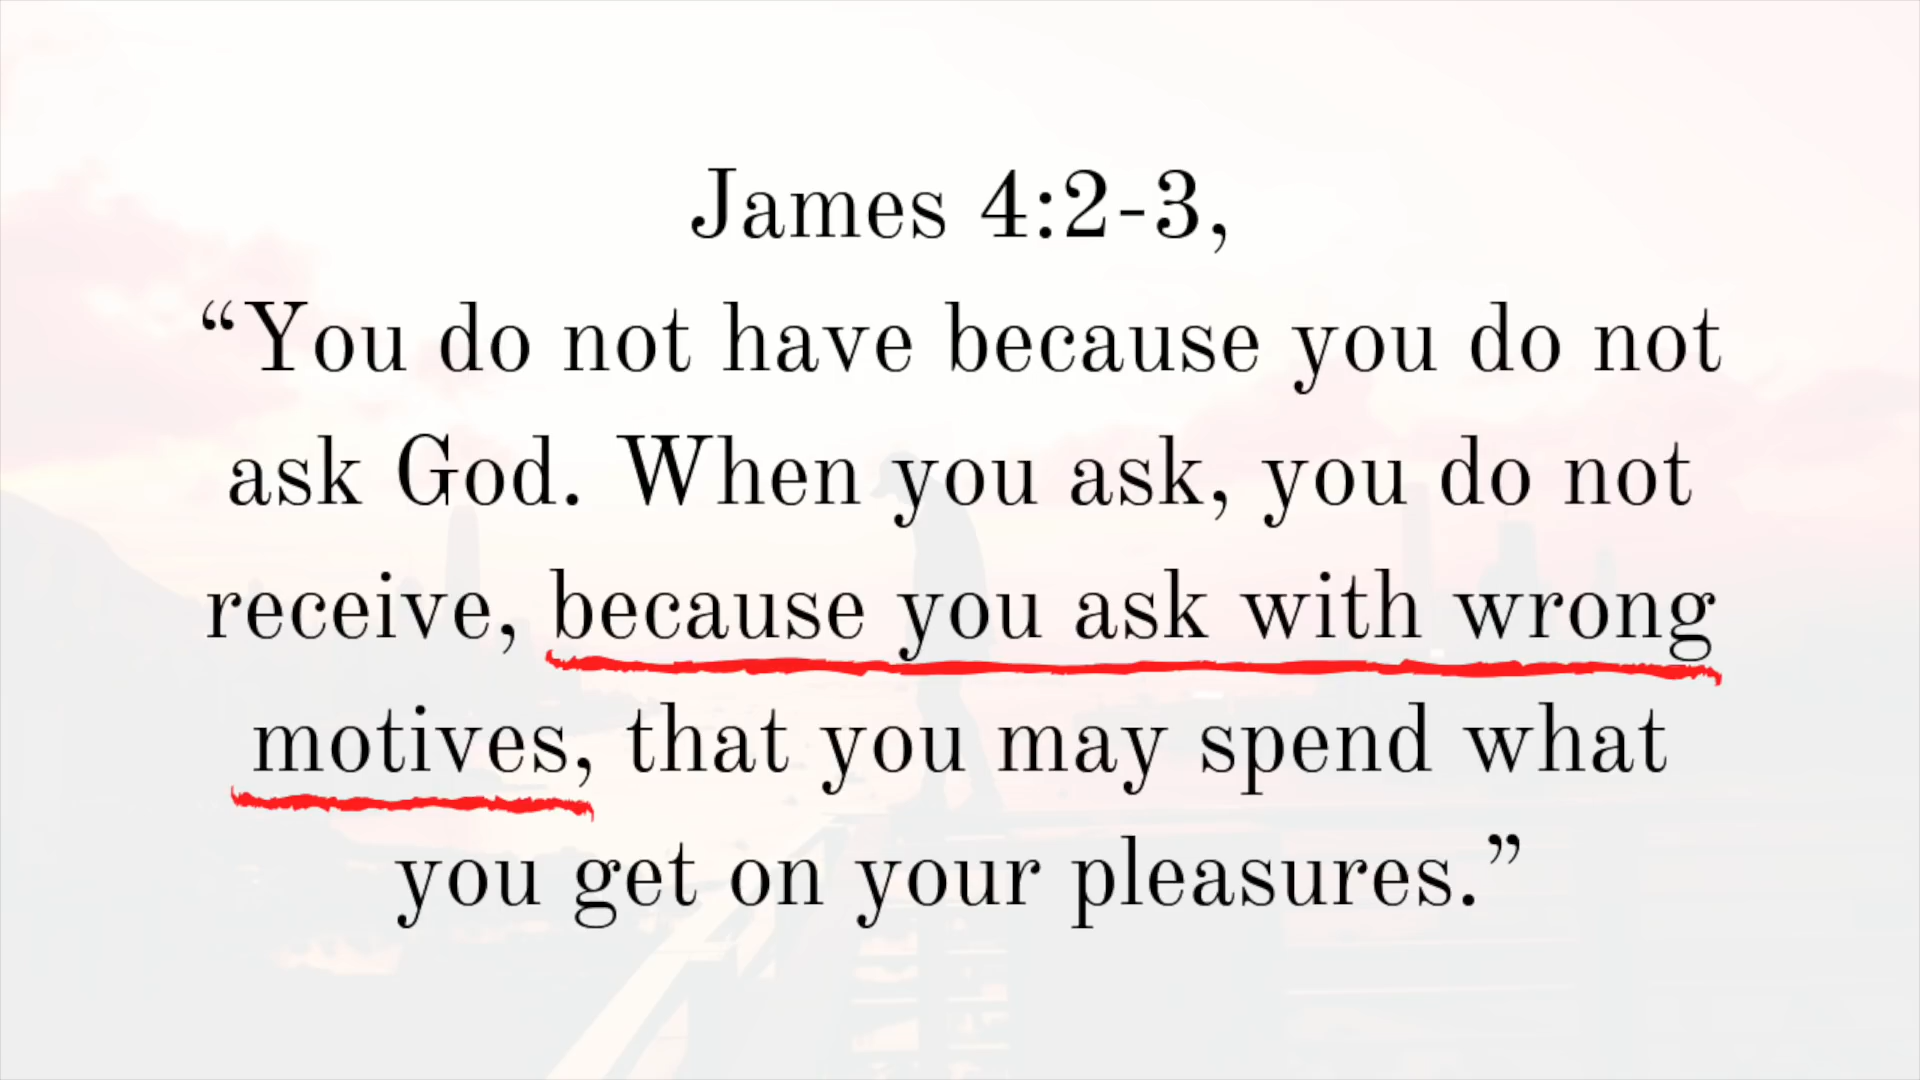 James 4:2-3,
“You do not have because you do not
ask God. When you ask, you do not
receive, because you ask with wrong
motives, that you may spend what
you get on your pleasures.”